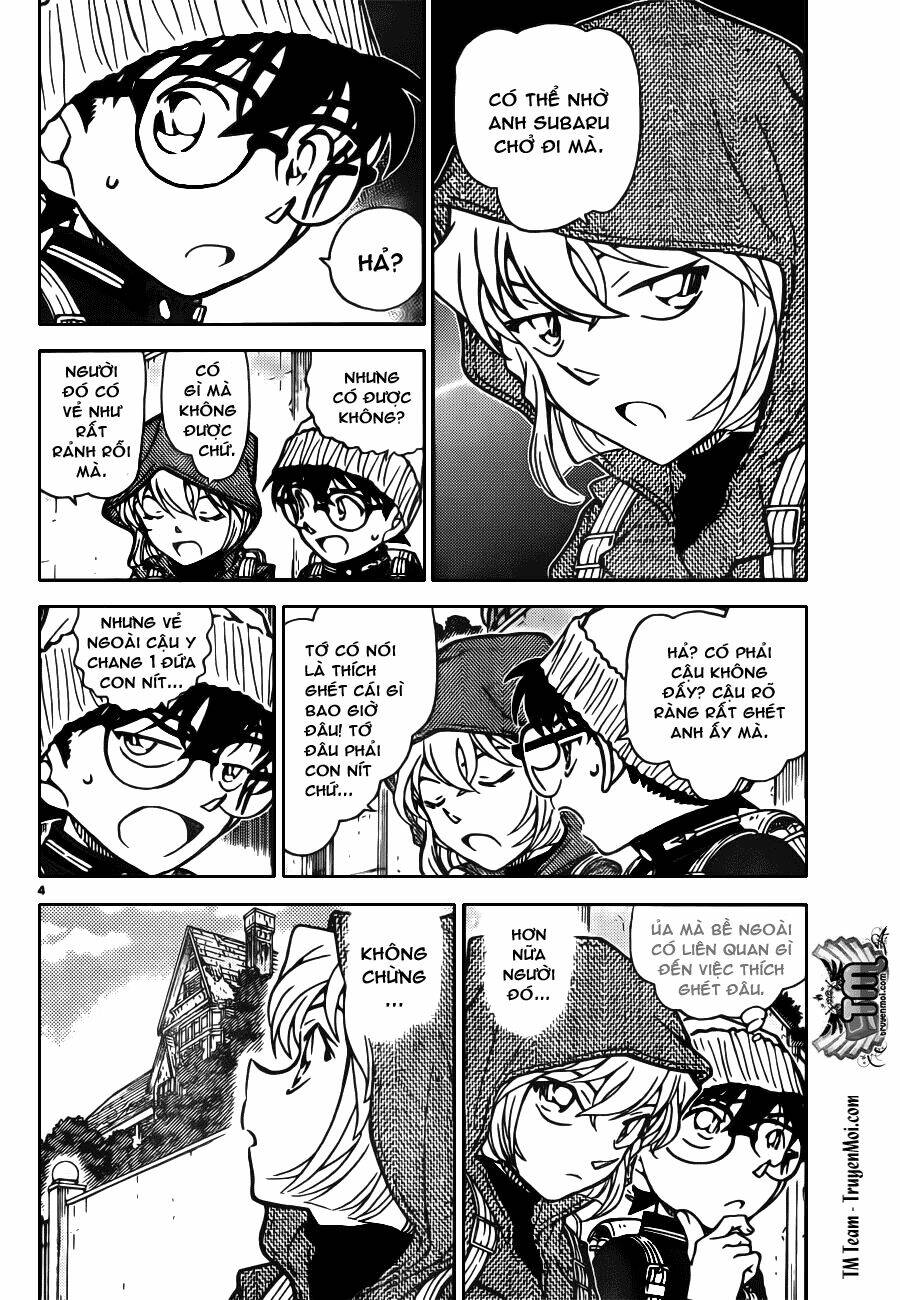 CÓ THỂ NHỜ
ANH SUBARU
CHỞ ĐI MÀ.
HẢ?
NHƯNG
CÓ ĐƯỢC
KHÔNG?
CÓ
GÌ MÀ
KHÔNG
ĐƯỢC
CHỨ.
NGƯỜI
ĐÓ CÓ
VẺ NHƯ
RẤT
RẢNH RỖI
MÀ.
HẢ? CÓ PHẢI
CẬU KHÔNG
ĐẤY? CẬU RÕ
RÀNG RẤT GHÉT
ANH ẤY MÀ.
TỚ CÓ NÓI
LÀ THÍCH
GHÉT CÁI GÌ
BAO GIỜ
ĐÂU! TỚ
ĐÂU PHẢI
CON NÍT
CHỨ...
NHƯNG VẺ
NGOÀI CẬU Y
CHANG 1 ĐỨA
CON NÍT...
4
ỦA MÀ BỀ NGOÀI
CÓ LIÊN QUAN GÌ
ĐẾN VIỆC THÍCH
GHÉT ĐÂU.
HƠN
NỮA
NGƯỜI
ĐÓ...
KHÔNG
CHỪNG
...
TM
truyenmoi.com
TM Team - TruyenMoi.com